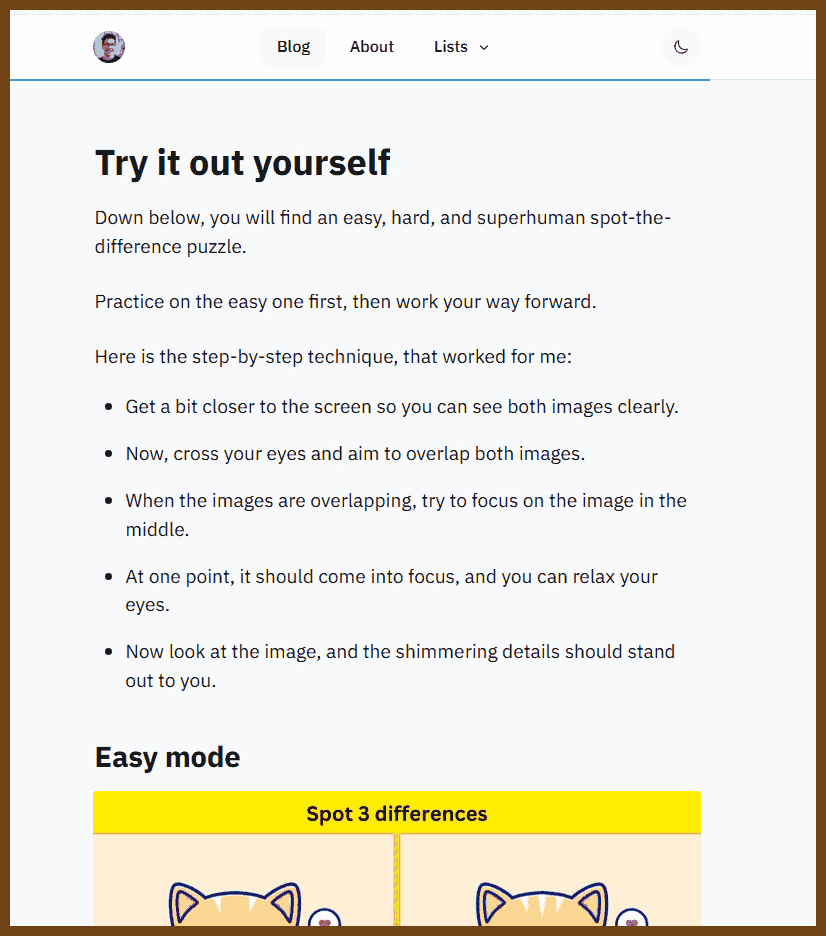 Blog About Lists
Try it out yourself
Down below, you will find an easy, hard, and superhuman spot-the-
difference puzzle.
Practice on the easy one first, then work your way forward.
Here is the step-by-step technique, that worked for me:
Get a bit closer to the screen so you can see both images clearly.
Now, cross your eyes and aim to overlap both images.
When the images are overlapping, try to focus on the image in the
middle.
At one point, it should come into focus, and you can relax your
eyes.
Now look at the image, and the shimmering details should stand
out to you.
Easy mode
Spot 3 differences